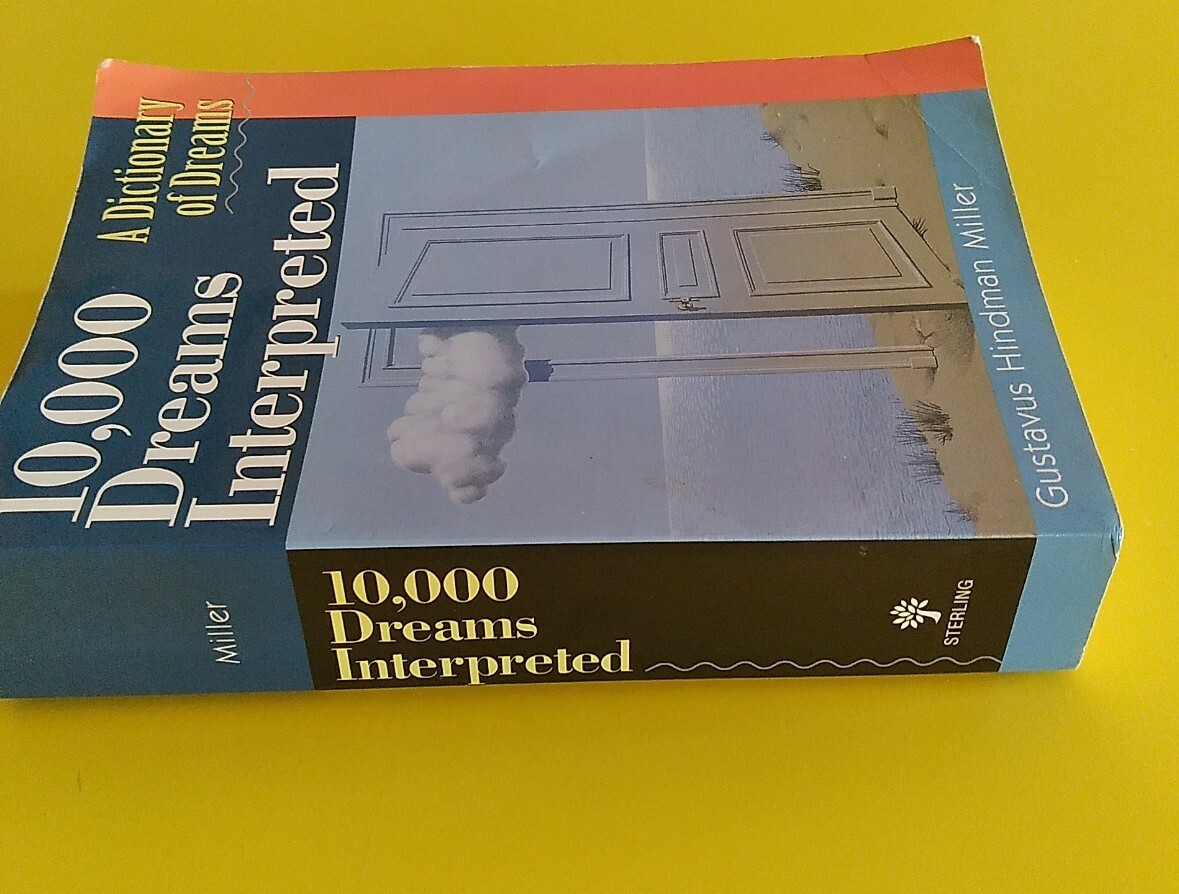 10,000
Dreams
Interpreted
A Dictionary
of Dreams
Gustavus Hindman Miller
Miller
10,000
Dreams
Interpreted
STERLING